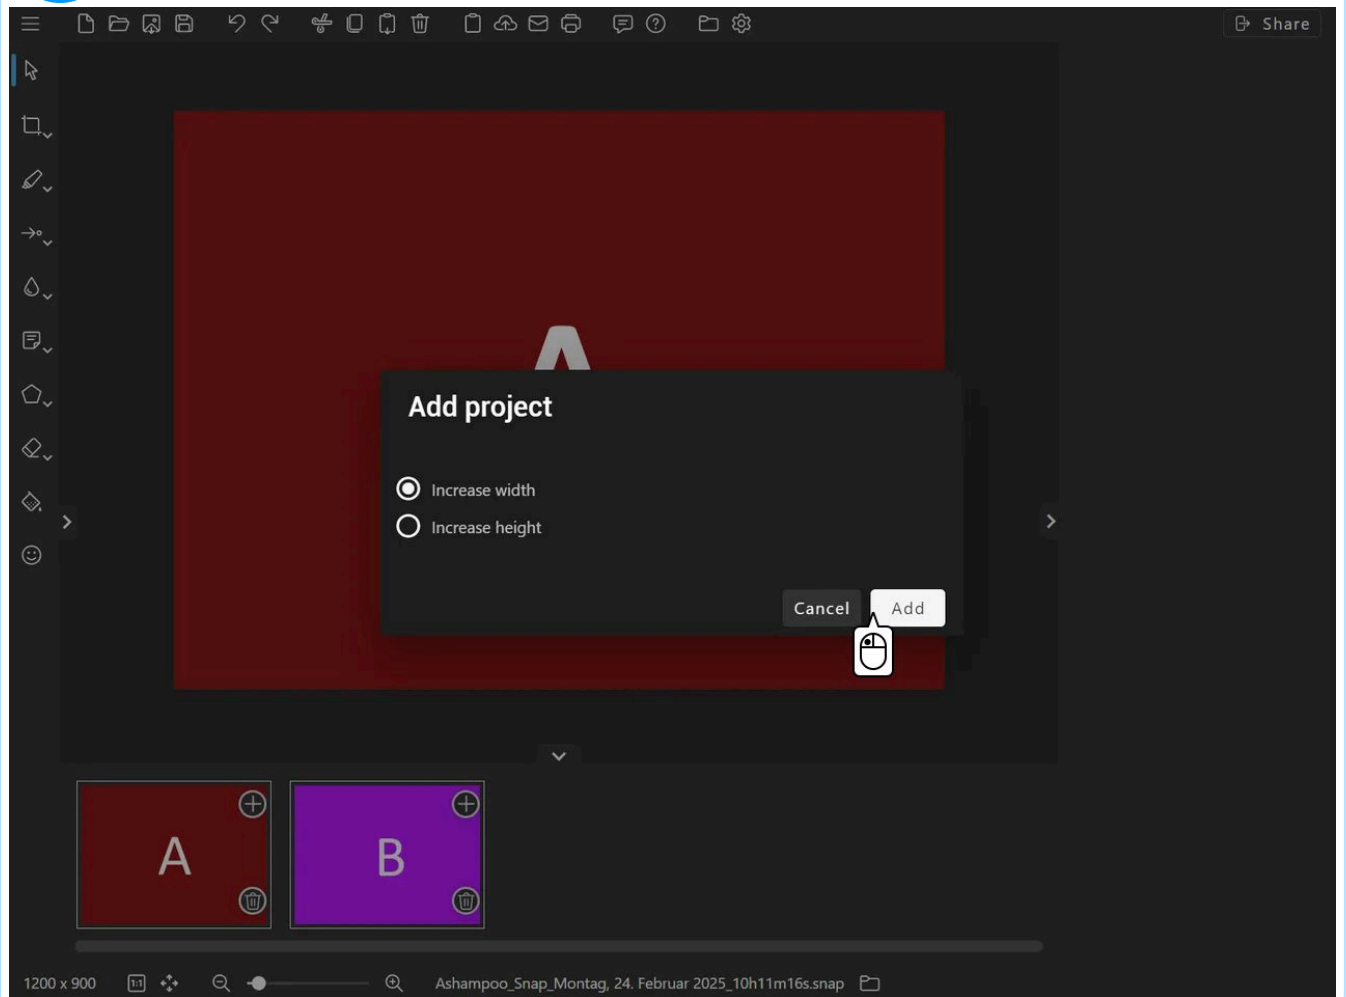 Share
A
Add project
Increase width
Increase height
Cancel
Add
A
B
1200 x 900
1:1
Ashampoo_Snap_Montag, 24. Februar 2025_10h11m16s.snap